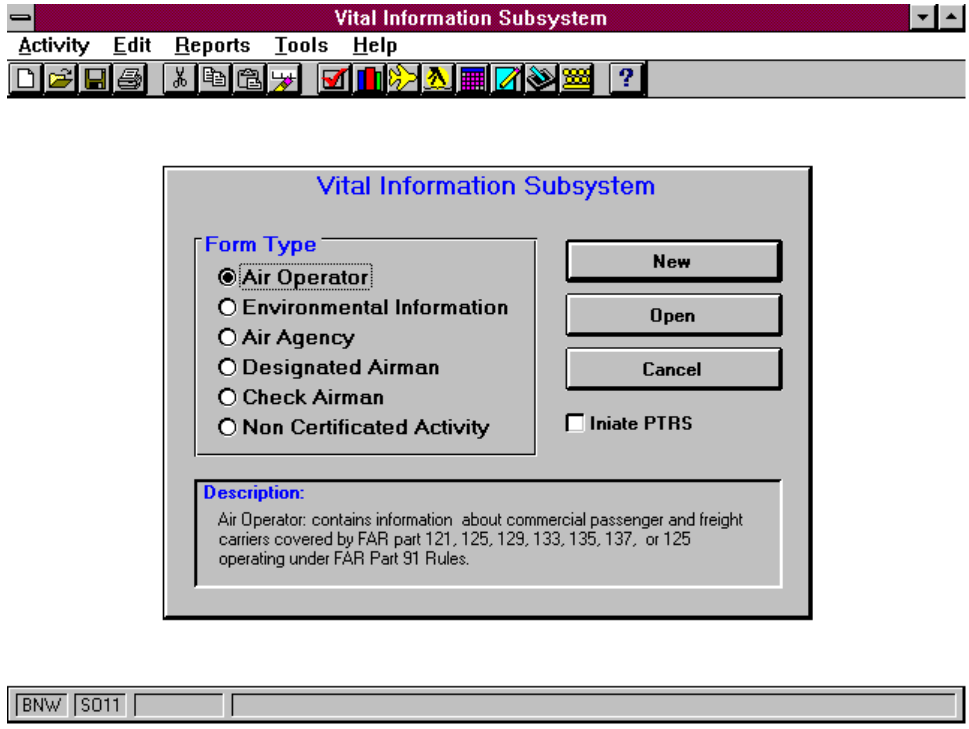 Vital Information Subsystem
Activity Edit Reports Tools Help
?
Vital Information Subsystem
Form Type
Air Operator
Environmental Information
Air Agency
Designated Airman
Check Airman
Non Certificated Activity
New
Open
Cancel
Iniate PTRS
Description:
Air Operator: contains information about commercial passenger and freight
carriers covered by FAR part 121, 125, 129, 133, 135, 137, or 125
operating under FAR Part 91 Rules.
BNW SO11